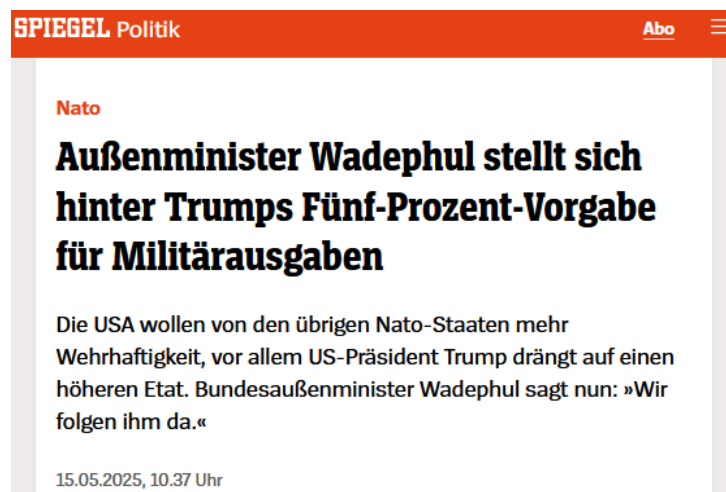 SPIEGEL Politik
Abo
Nato
Außenminister Wadephul stellt sich
hinter Trumps Fünf-Prozent-Vorgabe
für Militärausgaben
Die USA wollen von den übrigen Nato-Staaten mehr
Wehrhaftigkeit, vor allem US-Präsident Trump drängt auf einen
höheren Etat. Bundesaußenminister Wadephul sagt nun: »Wir
folgen ihm da.«
15.05.2025, 10.37 Uhr